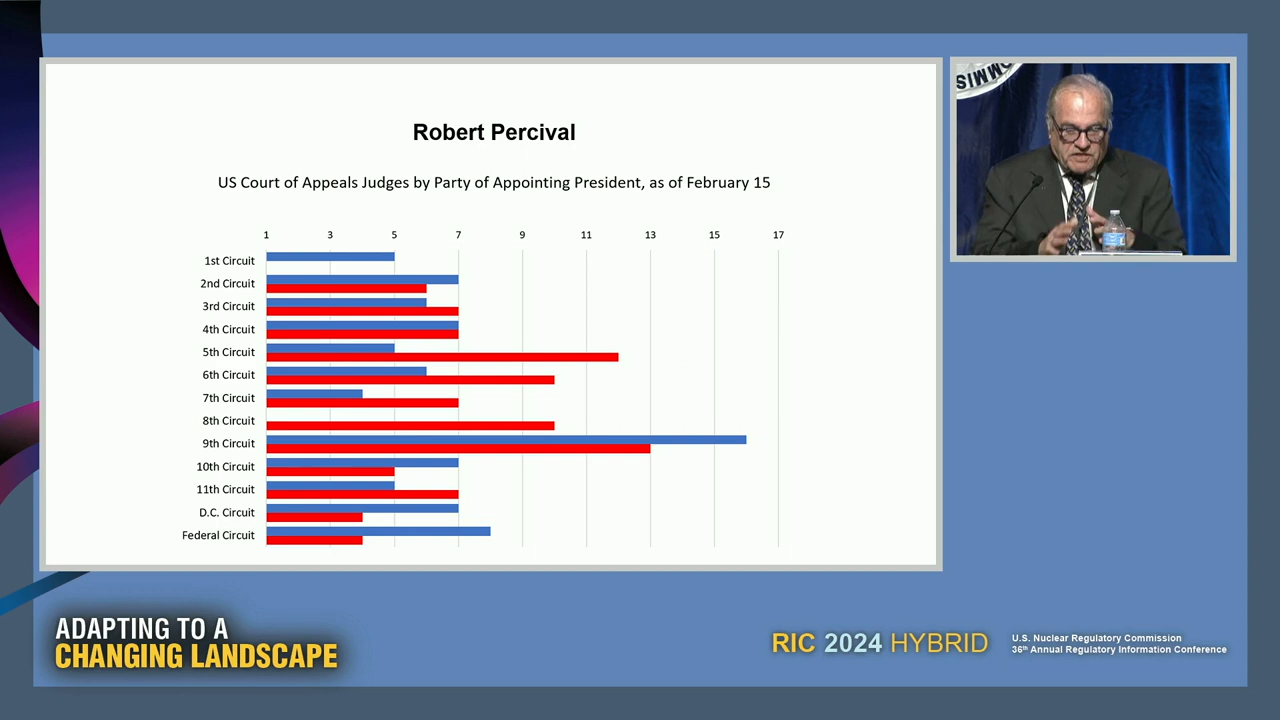 Robert Percival
US Court of Appeals Judges by Party of Appointing President, as of February 15
1 3 5 7 9 11 13 15 17
1st Circuit
2nd Circuit
3rd Circuit
4th Circuit
5th Circuit
6th Circuit
7th Circuit
8th Circuit
9th Circuit
10th Circuit
11th Circuit
D.C. Circuit
Federal Circuit
ADAPTING TO A
CHANGING LANDSCAPE
RIC 2024 HYBRID
U.S. Nuclear Regulatory Commission
36th Annual Regulatory Information Conference